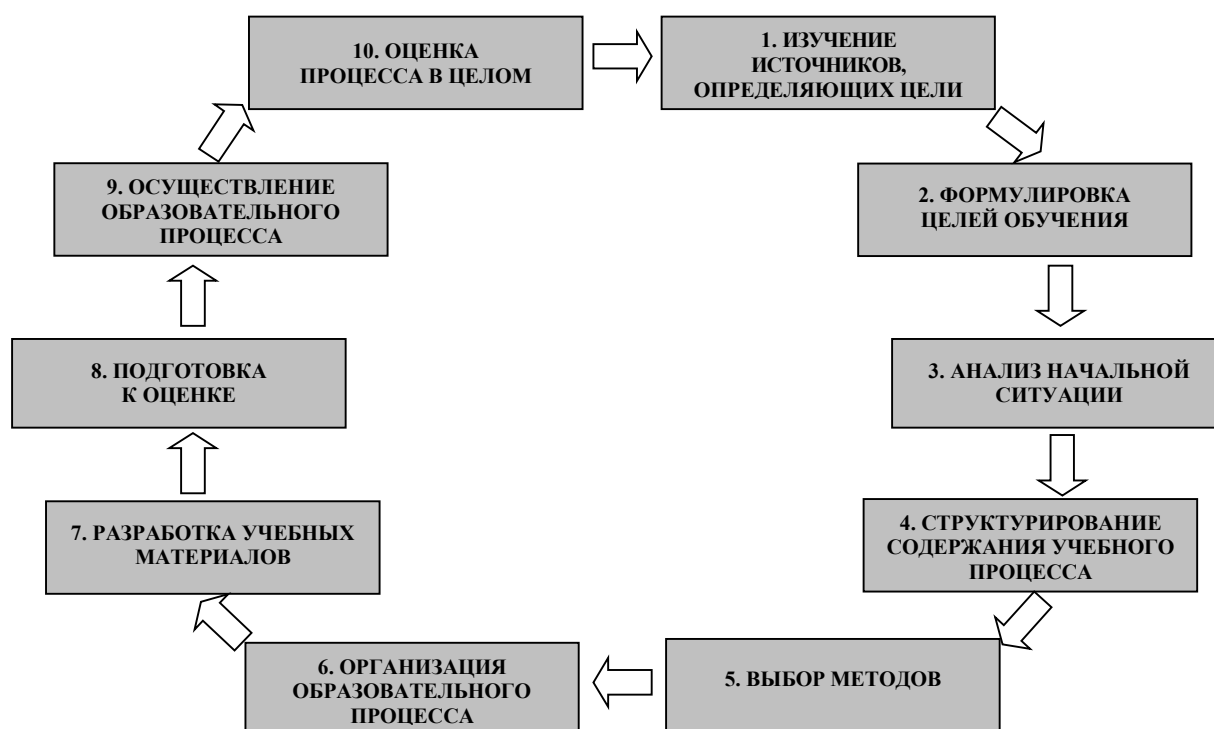 10. ОЦЕНКА
ПРОЦЕССА В ЦЕЛОМ
1. ИЗУЧЕНИЕ
ИСТОЧНИКОВ,
ОПРЕДЕЛЯЮЩИХ ЦЕЛИ
2. ФОРМУЛИРОВКА
ЦЕЛЕЙ ОБУЧЕНИЯ
3. АНАЛИЗ НАЧАЛЬНОЙ
СИТУАЦИИ
4. СТРУКТУРИРОВАНИЕ
СОДЕРЖАНИЯ УЧЕБНОГО
ПРОЦЕССА
5. ВЫБОР МЕТОДОВ
6. ОРГАНИЗАЦИЯ
ОБРАЗОВАТЕЛЬНОГО
ПРОЦЕССА
7. РАЗРАБОТКА УЧЕБНЫХ
МАТЕРИАЛОВ
8. ПОДГОТОВКА
К ОЦЕНКЕ
9. ОСУЩЕСТВЛЕНИЕ
ОБРАЗОВАТЕЛЬНОГО
ПРОЦЕССА